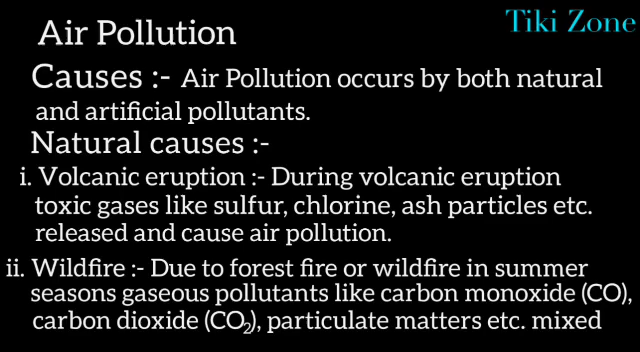 Tiki Zone
Air Pollution
Causes :- Air Pollution occurs by both natural
and artificial pollutants.
Natural causes :-
i. Volcanic eruption :- During volcanic eruption
toxic gases like sulfur, chlorine, ash particles etc.
released and cause air pollution.
ii. Wildfire :- Due to forest fire or wildfire in summer
seasons gaseous pollutants like carbon monoxide (CO),
carbon dioxide (CO₂), particulate matters etc. mixed